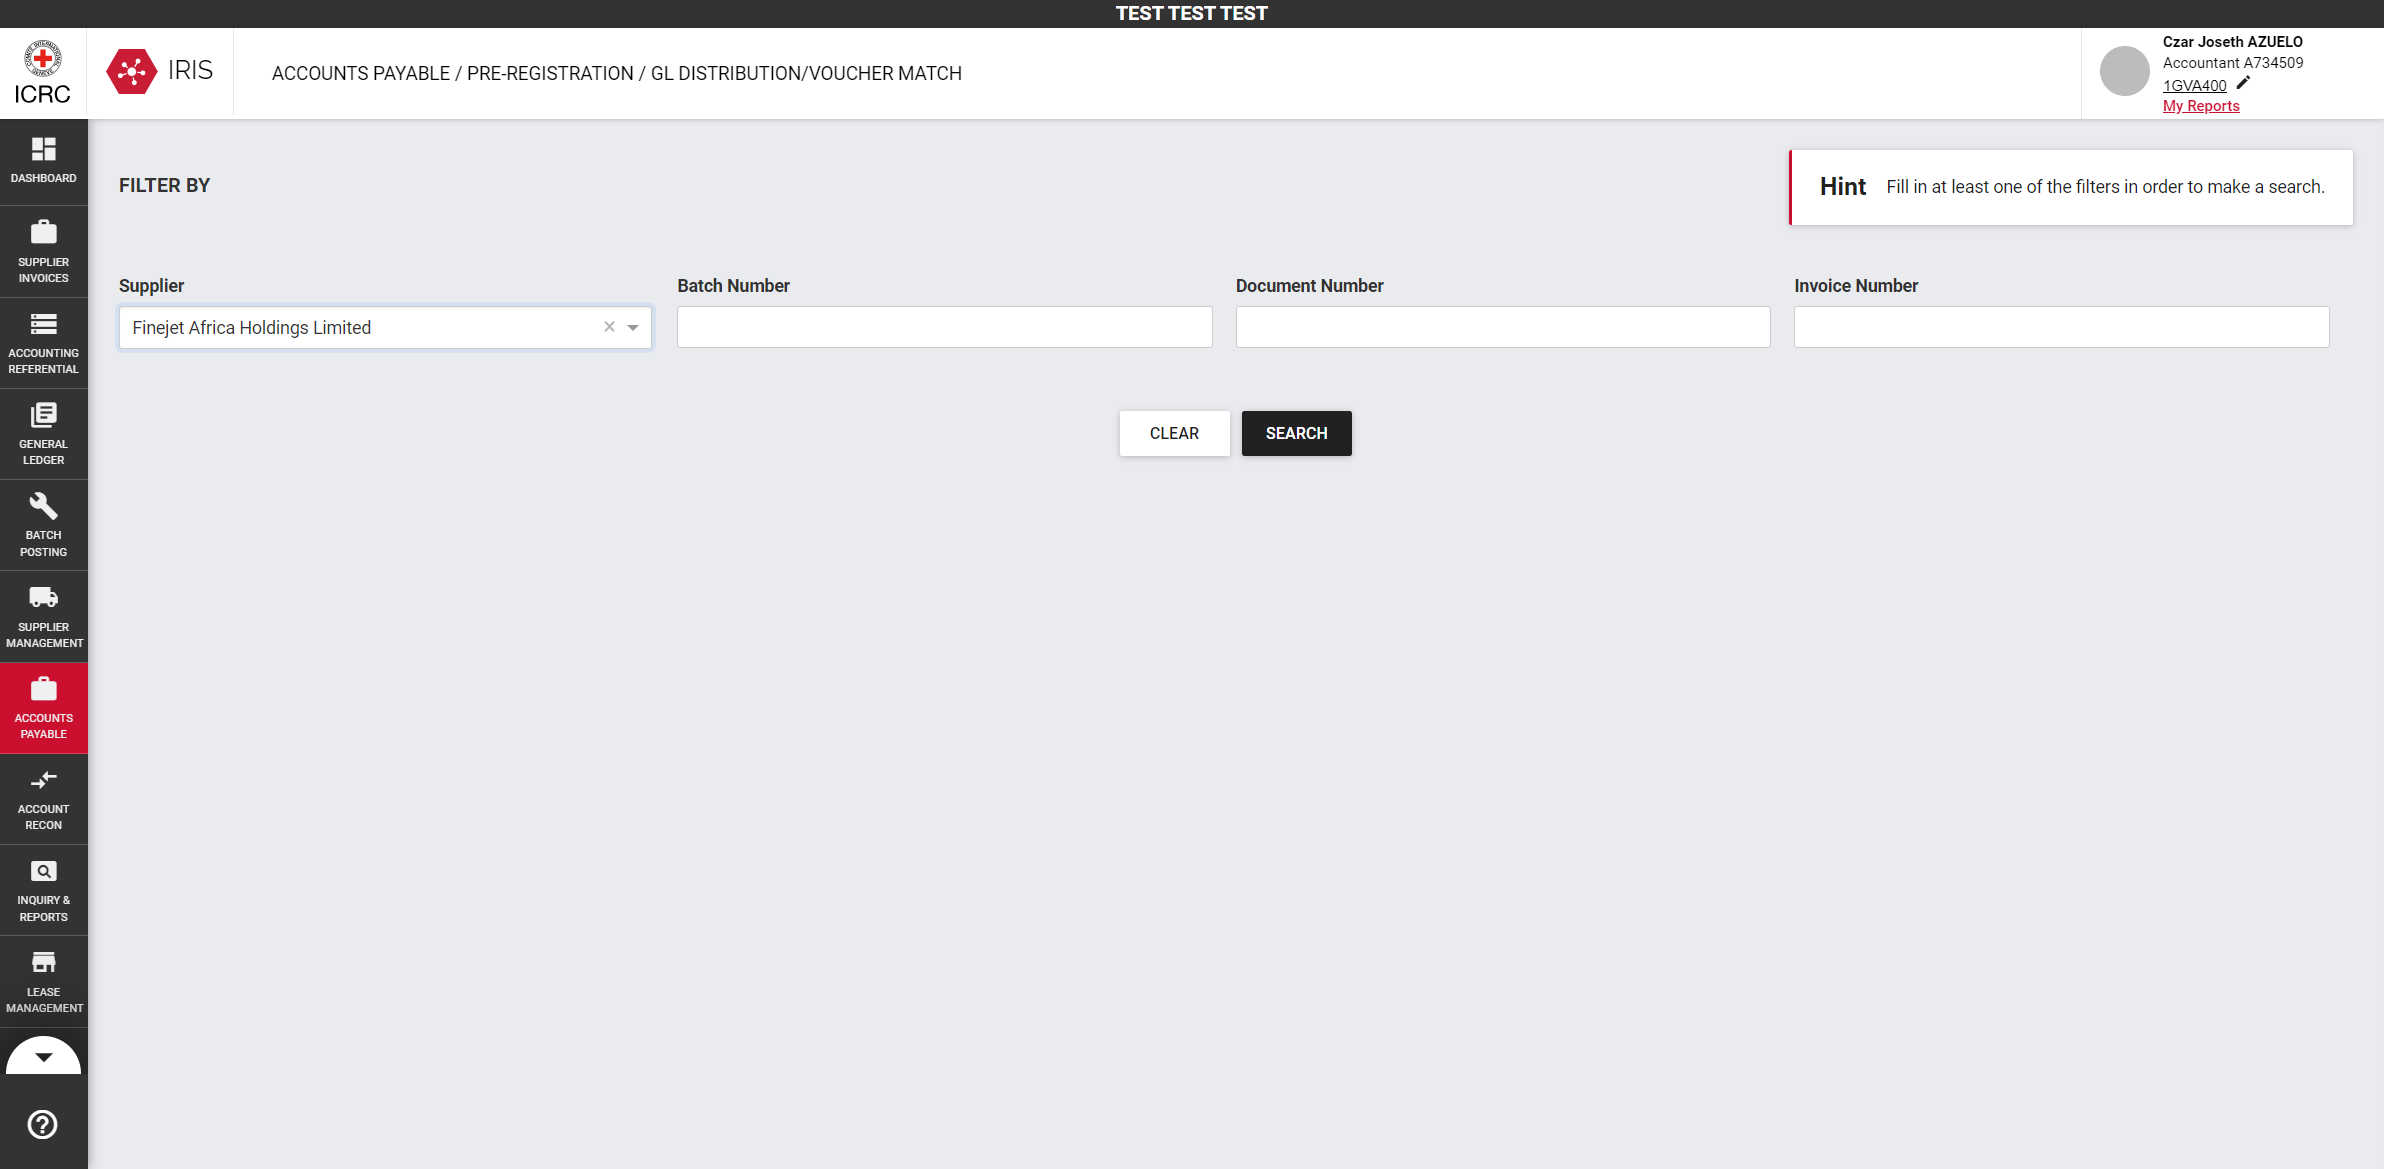 TEST TEST TEST
COMITE INTERNATIONAL GENEVE
ICRC
IRIS
ACCOUNTS PAYABLE / PRE-REGISTRATION / GL DISTRIBUTION/VOUCHER MATCH
Czar Joseth AZUELO
Accountant A734509
1GVA400
My Reports
DASHBOARD
SUPPLIER
INVOICES
ACCOUNTING
REFERENTIAL
GENERAL
LEDGER
BATCH
POSTING
SUPPLIER
MANAGEMENT
ACCOUNTS
PAYABLE
ACCOUNT
RECON
INQUIRY &
REPORTS
LEASE
MANAGEMENT
FILTER BY
Hint Fill in at least one of the filters in order to make a search.
Supplier
Finejet Africa Holdings Limited
Batch Number
Document Number
Invoice Number
CLEAR
SEARCH